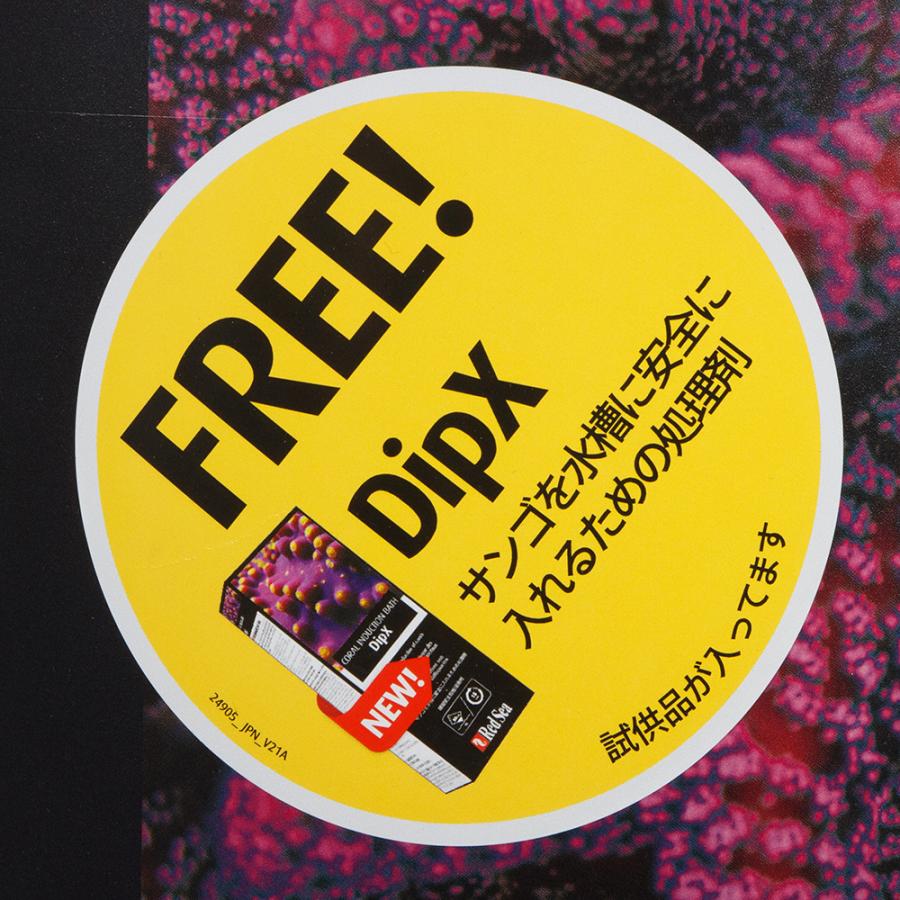 FREE!
DipX
サンゴを水槽に安全に
入れるための処理剤
試供品が入ってます
CORAL INDUCTION BATH
DipX
NEW!
Red Sea
24905_JPN_V21A